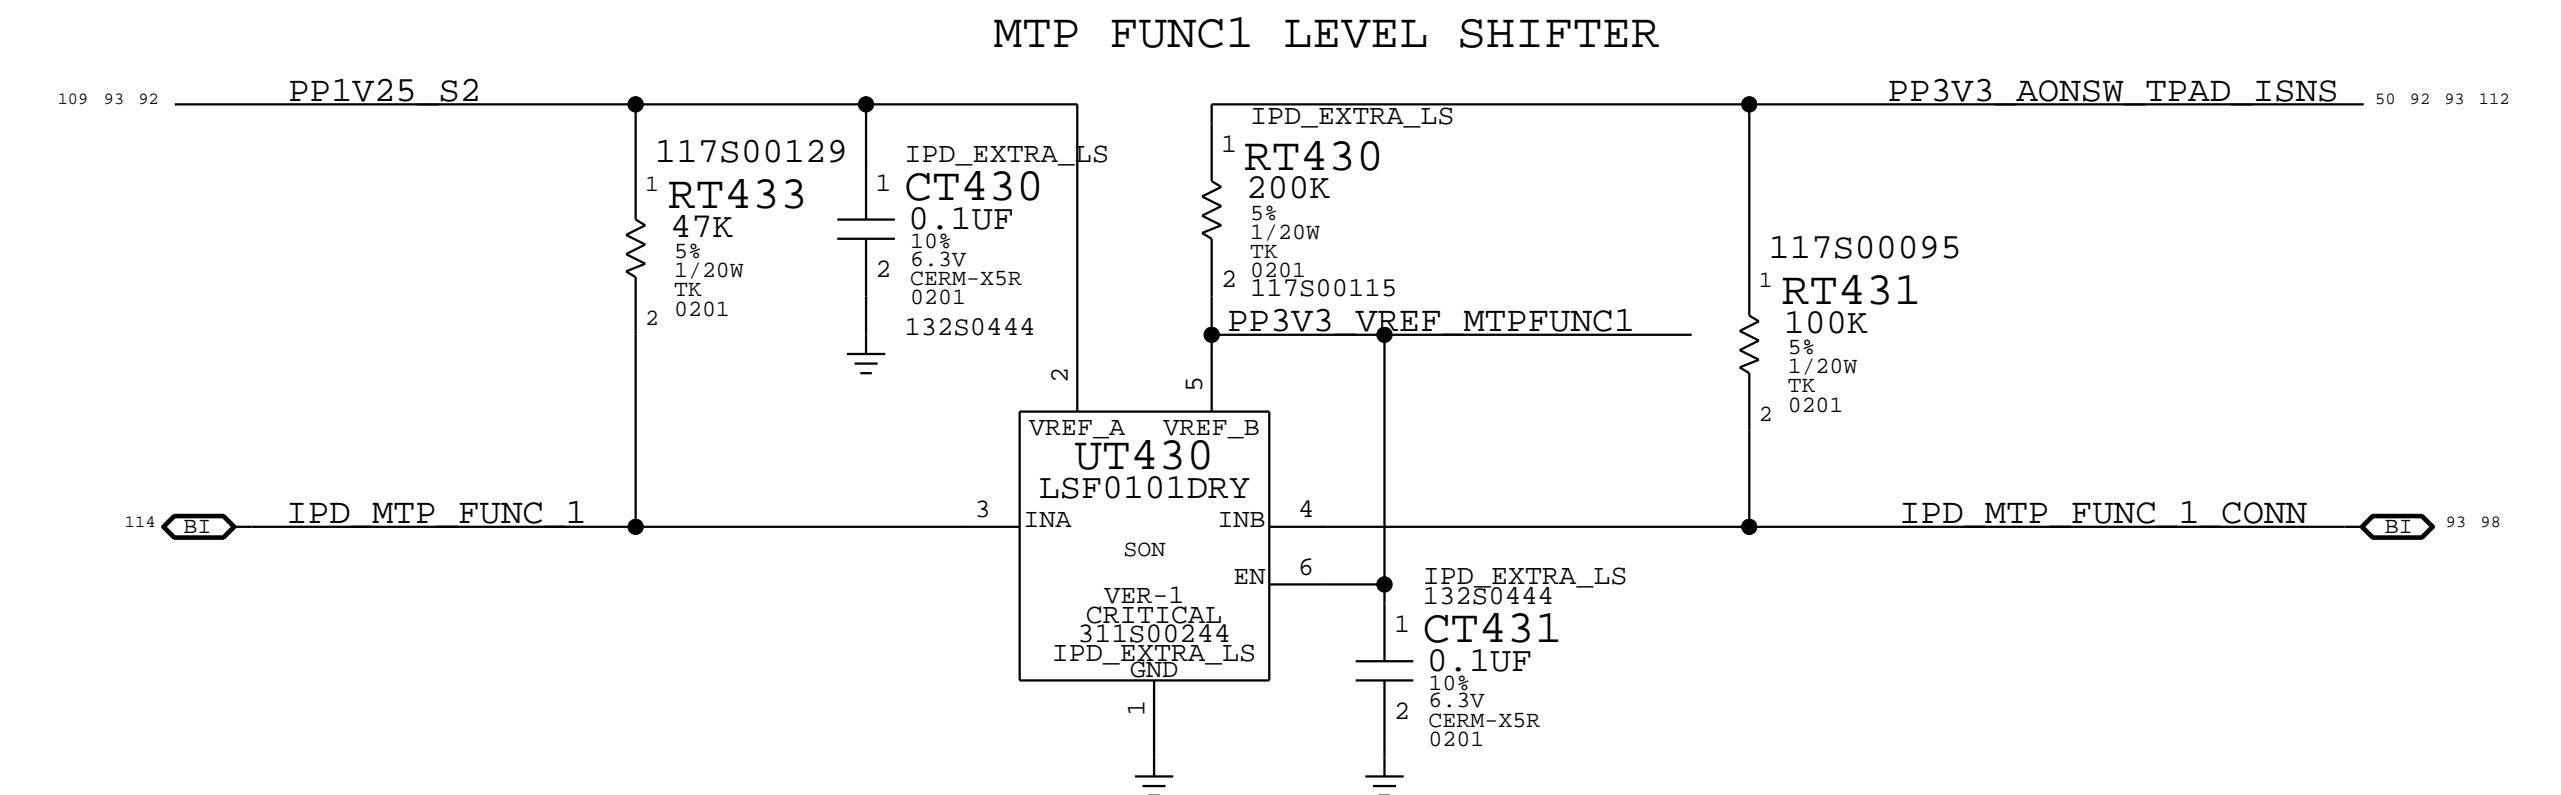 MTP FUNC1 LEVEL SHIFTER
109 93 92
PP1V25_S2
PP3V3_AONSW_TPAD_ISNS
50 92 93 112
117S00129
1
RT433
47K
5%
1/20W
TK
0201
2
IPD_EXTRA_LS
1
CT430
0.1UF
10%
6.3V
2
CERM-X5R
0201
132S0444
IPD_EXTRA_LS
1
RT430
200K
5%
1/20W
TK
0201
2
117S00115
PP3V3_VREF_MTPFUNC1
117S00095
1
RT431
100K
5%
1/20W
TK
0201
2
2
5
VREF_A VREF_B
UT430
LSF0101DRY
114 BI
IPD_MTP_FUNC_1
3
INA
INB
4
IPD_MTP_FUNC_1_CONN
BI 93 98
SON
EN
6
VER-1
CRITICAL
311S00244
IPD_EXTRA_LS
GND
1
IPD_EXTRA_LS
132S0444
1
CT431
0.1UF
10%
6.3V
2
CERM-X5R
0201